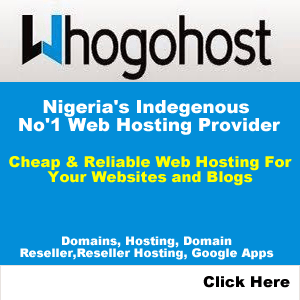 Whogohost
Nigeria's Indegenous
No'1 Web Hosting Provider
Cheap & Reliable Web Hosting For
Your Websites and Blogs
Domains, Hosting, Domain
Reseller,Reseller Hosting, Google Apps
Click Here